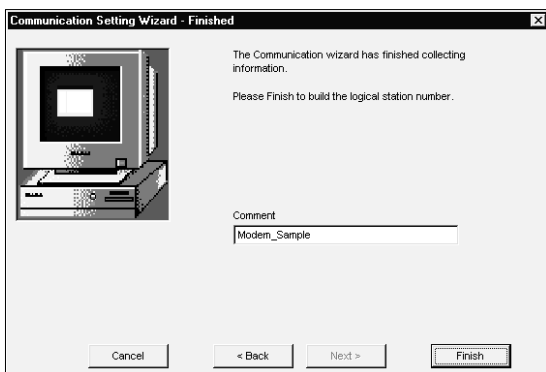 Communication Setting Wizard - Finished
The Communication wizard has finished collecting
information.
Please Finish to build the logical station number.
Comment
Modem_Sample
Cancel
< Back
Next >
Finish